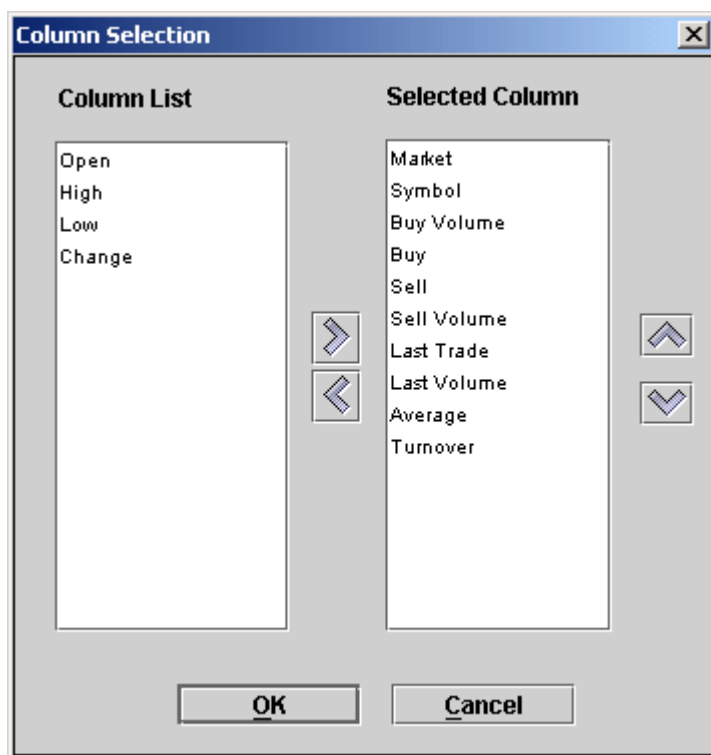 Column Selection
Column List
Selected Column
Open
High
Low
Change
Market
Symbol
Buy Volume
Buy
Sell
Sell Volume
Last Trade
Last Volume
Average
Turnover
OK
Cancel